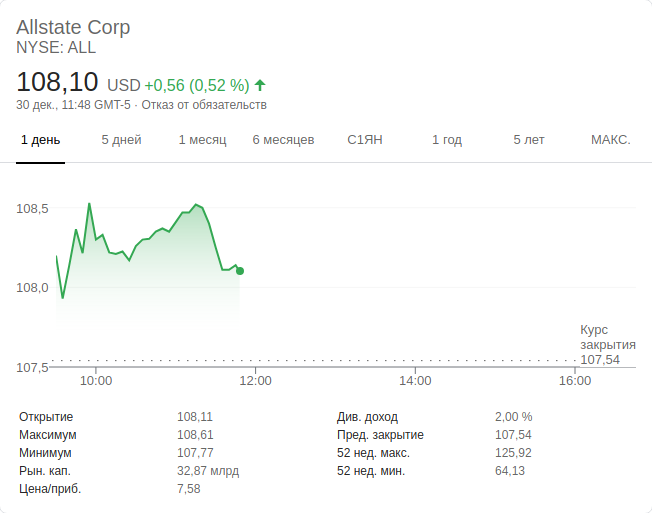 Allstate Corp
NYSE: ALL
108,10 USD +0,56 (0,52 %)
30 дек., 11:48 GMT-5 · Отказ от обязательств
1 день 5 дней 1 месяц 6 месяцев С1ЯН 1 год 5 лет МАКС.
108,5
108,0
Курс
закрытия
107,54
107,5
10:00 12:00 14:00 16:00
Открытие 108,11
Максимум 108,61
Минимум 107,77
Рын. кап. 32,87 млрд
Цена/приб. 7,58
Див. доход 2,00 %
Пред. закрытие 107,54
52 нед. макс. 125,92
52 нед. мин. 64,13